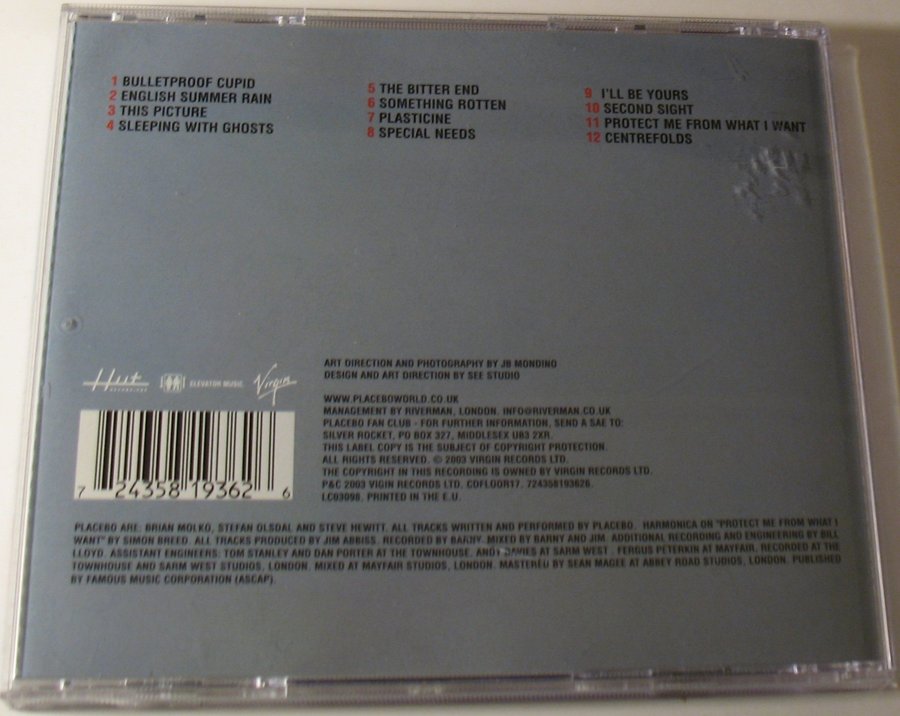 1 BULLETPROOF CUPID
2 ENGLISH SUMMER RAIN
3 THIS PICTURE
4 SLEEPING WITH GHOSTS
5 THE BITTER END
6 SOMETHING ROTTEN
7 PLASTICINE
8 SPECIAL NEEDS
9 I'LL BE YOURS
10 SECOND SIGHT
11 PROTECT ME FROM WHAT I WANT
12 CENTREFOLDS
Hut
RECORDINGS
ELEVATOR MUSIC
Virgin
ART DIRECTION AND PHOTOGRAPHY BY JB MONDINO
DESIGN AND ART DIRECTION BY SEE STUDIO
WWW.PLACEBOWORLD.CO.UK
MANAGEMENT BY RIVERMAN, LONDON. INFO@RIVERMAN.CO.UK
PLACEBO FAN CLUB - FOR FURTHER INFORMATION, SEND A SAE TO:
SILVER ROCKET, PO BOX 327, MIDDLESEX UB3 2XR.
THIS LABEL COPY IS THE SUBJECT OF COPYRIGHT PROTECTION.
ALL RIGHTS RESERVED. © 2003 VIRGIN RECORDS LTD.
THE COPYRIGHT IN THIS RECORDING IS OWNED BY VIRGIN RECORDS LTD.
P&C 2003 VIGIN RECORDS LTD. CDFLOOR17, 724358193626.
LC03098. PRINTED IN THE E.U.
7 24358 19362 6
PLACEBO ARE: BRIAN MOLKO, STEFAN OLSDAL AND STEVE HEWITT. ALL TRACKS WRITTEN AND PERFORMED BY PLACEBO. HARMONICA ON "PROTECT ME FROM WHAT I
WANT" BY SIMON BREED. ALL TRACKS PRODUCED BY JIM ABBISS. RECORDED BY BARNY. MIXED BY BARNY AND JIM. ADDITIONAL RECORDING AND ENGINEERING BY BILL
LLOYD. ASSISTANT ENGINEERS: TOM STANLEY AND DAN PORTER AT THE TOWNHOUSE. ANDY DAVIES AT SARM WEST. FERGUS PETERKIN AT MAYFAIR. RECORDED AT THE
TOWNHOUSE AND SARM WEST STUDIOS, LONDON. MIXED AT MAYFAIR STUDIOS, LONDON. MASTERED BY SEAN MAGEE AT ABBEY ROAD STUDIOS, LONDON. PUBLISHED
BY FAMOUS MUSIC CORPORATION (ASCAP).